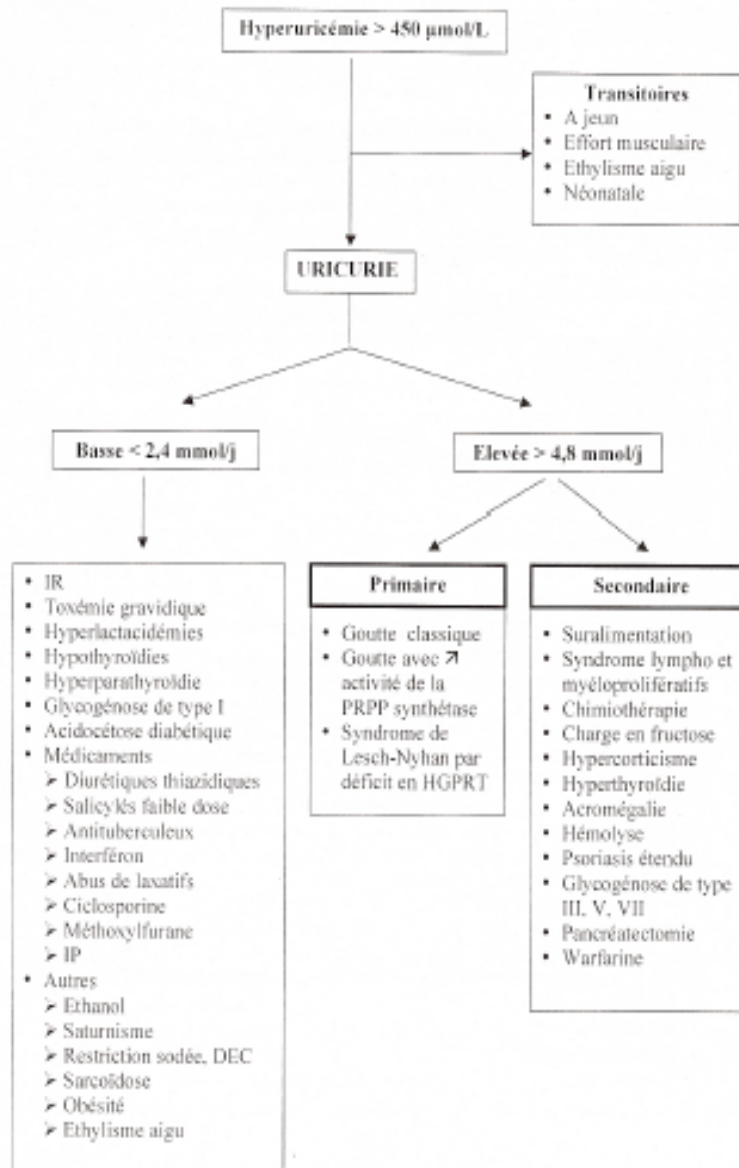 Hyperuricémie > 450 µmol/L
Transitoires
• A jeun
• Effort musculaire
• Ethylisme aigu
• Néonatale
URICURIE
Basse < 2,4 mmol/j
Elevée > 4,8 mmol/j
• IR
• Toxémie gravidique
• Hyperlactacidémies
• Hypothyroïdies
• Hyperparathyroïdie
• Glycogénose de type I
• Acidocétose diabétique
• Médicaments
➢ Diurétiques thiazidiques
➢ Salicylés faible dose
➢ Antituberculeux
➢ Interféron
➢ Abus de laxatifs
➢ Ciclosporine
➢ Méthoxylfurane
➢ IP
• Autres
➢ Ethanol
➢ Saturnisme
➢ Restriction sodée, DEC
➢ Sarcoïdose
➢ Obésité
➢ Ethylisme aigu
Primaire
• Goutte classique
• Goutte avec ↗
activité de la
PRPP synthétase
• Syndrome de
Lesch-Nyhan par
déficit en HGPRT
Secondaire
• Suralimentation
• Syndrome lympho et
myéloprolifératifs
• Chimiothérapie
• Charge en fructose
• Hypercorticisme
• Hyperthyroïdie
• Acromégalie
• Hémolyse
• Psoriasis étendu
• Glycogénose de type
III, V, VII
• Pancréatectomie
• Warfarine